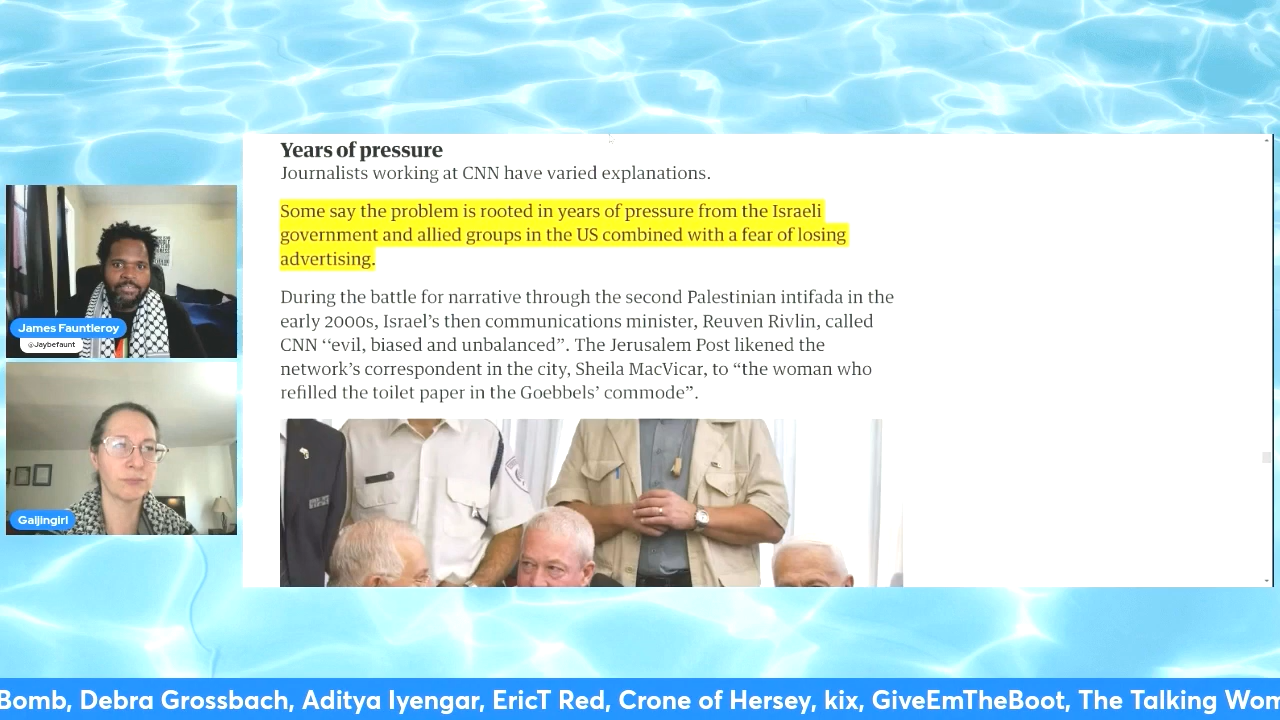 Years of pressure
Journalists working at CNN have varied explanations.
Some say the problem is rooted in years of pressure from the Israeli
government and allied groups in the US combined with a fear of losing
advertising.
During the battle for narrative through the second Palestinian intifada in the
early 2000s, Israel’s then communications minister, Reuven Rivlin, called
CNN ‘‘evil, biased and unbalanced”. The Jerusalem Post likened the
network’s correspondent in the city, Sheila MacVicar, to “the woman who
refilled the toilet paper in the Goebbels’ commode”.
James Fauntleroy
@Jaybefaunt
Gaijingirl
Bomb, Debra Grossbach, Aditya Iyengar, EricT Red, Crone of Hersey, kix, GiveEmTheBoot, The Talking Wom